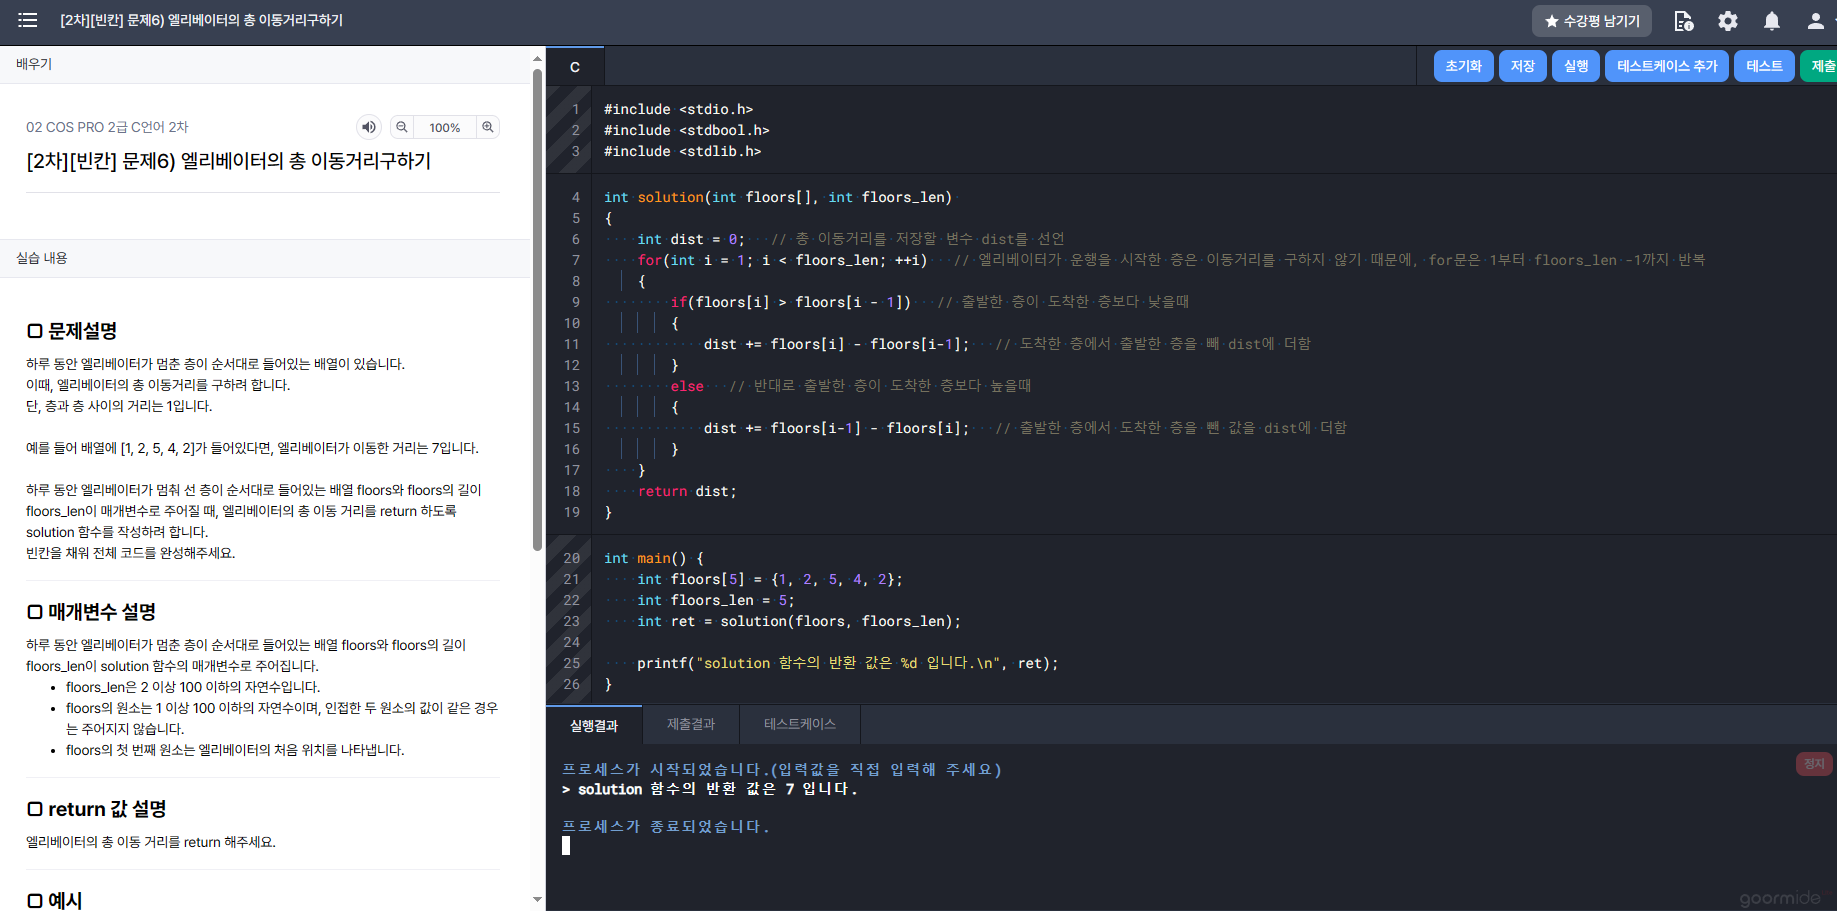 [2차][빈칸] 문제6) 엘리베이터의 총 이동거리구하기
★ 수강평 남기기
배우기
02 COS PRO 2급 C언어 2차
100%
[2차][빈칸] 문제6) 엘리베이터의 총 이동거리구하기
실습 내용
문제설명
하루 동안 엘리베이터가 멈춘 층이 순서대로 들어있는 배열이 있습니다.
이때, 엘리베이터의 총 이동거리를 구하려 합니다.
단, 층과 층 사이의 거리는 1입니다.
예를 들어 배열에 [1, 2, 5, 4, 2]가 들어있다면, 엘리베이터가 이동한 거리는 7입니다.
하루 동안 엘리베이터가 멈춰 선 층이 순서대로 들어있는 배열 floors와 floors의 길이
floors_len이 매개변수로 주어질 때, 엘리베이터의 총 이동 거리를 return 하도록
solution 함수를 작성하려 합니다.
빈칸을 채워 전체 코드를 완성해주세요.
매개변수 설명
하루 동안 엘리베이터가 멈춘 층이 순서대로 들어있는 배열 floors와 floors의 길이
floors_len이 solution 함수의 매개변수로 주어집니다.
• floors_len은 2 이상 100 이하의 자연수입니다.
• floors의 원소는 1 이상 100 이하의 자연수이며, 인접한 두 원소의 값이 같은 경우
는 주어지지 않습니다.
• floors의 첫 번째 원소는 엘리베이터의 처음 위치를 나타냅니다.
return 값 설명
엘리베이터의 총 이동 거리를 return 해주세요.
예시
C
초기화
저장
실행
테스트케이스 추가
테스트
제출
1 #include <stdio.h>
2 #include <stdbool.h>
3 #include <stdlib.h>
4 int solution(int floors[], int floors_len)
5 {
6 int dist = 0; // 총 이동거리를 저장할 변수 dist를 선언
7 for(int i = 1; i < floors_len; ++i) // 엘리베이터가 운행을 시작한 층은 이동거리를 구하지 않기 때문에, for문은 1부터 floors_len -1까지 반복
8 {
9 if(floors[i] > floors[i - 1]) // 출발한 층이 도착한 층보다 낮을때
10 {
11 dist += floors[i] - floors[i-1]; // 도착한 층에서 출발한 층을 빼 dist에 더함
12 }
13 else // 반대로 출발한 층이 도착한 층보다 높을때
14 {
15 dist += floors[i-1] - floors[i]; // 출발한 층에서 도착한 층을 뺀 값을 dist에 더함
16 }
17 }
18 return dist;
19 }
20 int main() {
21 int floors[5] = {1, 2, 5, 4, 2};
22 int floors_len = 5;
23 int ret = solution(floors, floors_len);
24
25 printf("solution 함수의 반환 값은 %d 입니다.\n", ret);
26 }
실행결과
제출결과
테스트케이스
프로세스가 시작되었습니다.(입력값을 직접 입력해 주세요)
정지
> solution 함수의 반환 값은 7 입니다.
프로세스가 종료되었습니다.
goormide